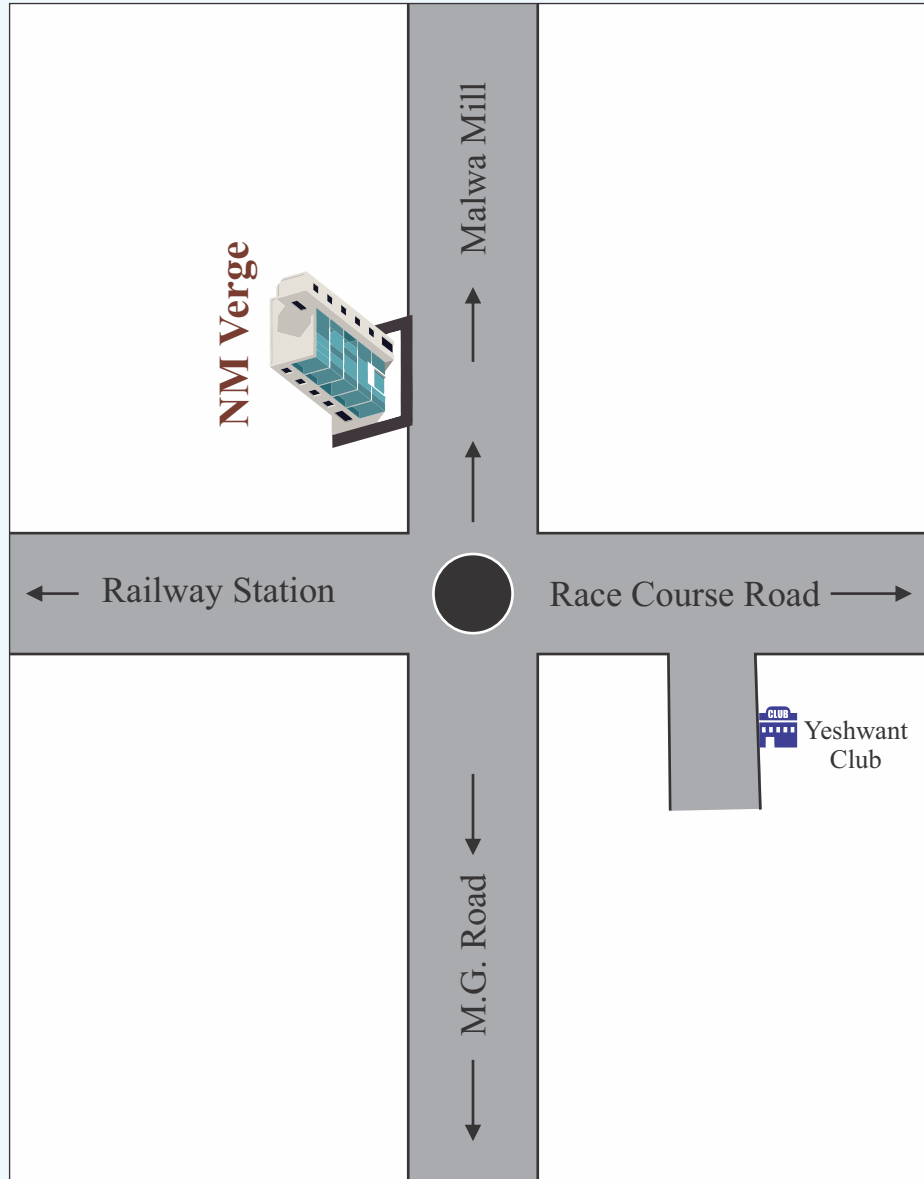 Malwa Mill
NM Verge
Railway Station
Race Course Road
CLUB
Yeshwant
Club
M.G. Road